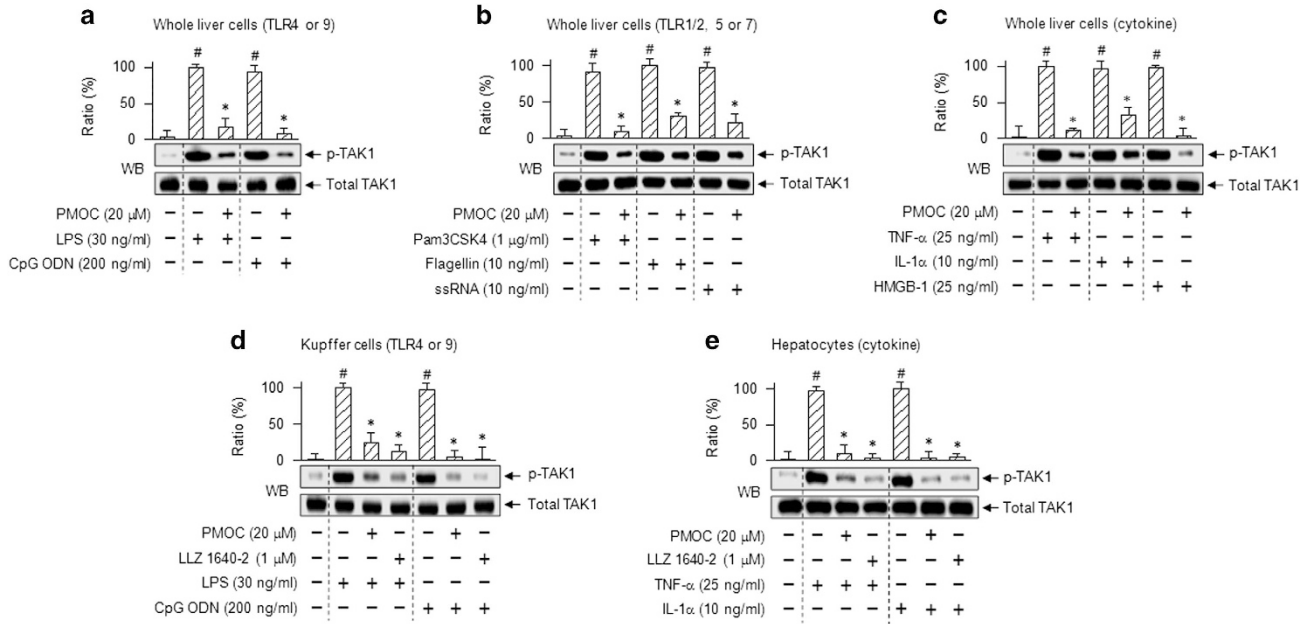 a
Whole liver cells (TLR4 or 9)
Ratio (%)
100
50
0
# * # *
WB
p-TAK1
Total TAK1
PMOC (20 μM) − − + − +
LPS (30 ng/ml) − + + − −
CpG ODN (200 ng/ml) − − − + +
b
Whole liver cells (TLR1/2, 5 or 7)
Ratio (%)
100
50
0
# * # * # *
WB
p-TAK1
Total TAK1
PMOC (20 μM) − − + − + − +
Pam3CSK4 (1 μg/ml) − + + − − − −
Flagellin (10 ng/ml) − − − + + − −
ssRNA (10 ng/ml) − − − − − + +
c
Whole liver cells (cytokine)
Ratio (%)
100
50
0
# * # * # *
WB
p-TAK1
Total TAK1
PMOC (20 μM) − − + − + − +
TNF-α (25 ng/ml) − + + − − − −
IL-1α (10 ng/ml) − − − + + − −
HMGB-1 (25 ng/ml) − − − − − + +
d
Kupffer cells (TLR4 or 9)
Ratio (%)
100
50
0
# * * # * *
WB
p-TAK1
Total TAK1
PMOC (20 μM) − − + − − + −
LLZ 1640-2 (1 μM) − − − + − − +
LPS (30 ng/ml) − + + + − − −
CpG ODN (200 ng/ml) − − − − + + +
e
Hepatocytes (cytokine)
Ratio (%)
100
50
0
# * * # * *
WB
p-TAK1
Total TAK1
PMOC (20 μM) − − + − − + −
LLZ 1640-2 (1 μM) − − − + − − +
TNF-α (25 ng/ml) − + + + − − −
IL-1α (10 ng/ml) − − − − + + +